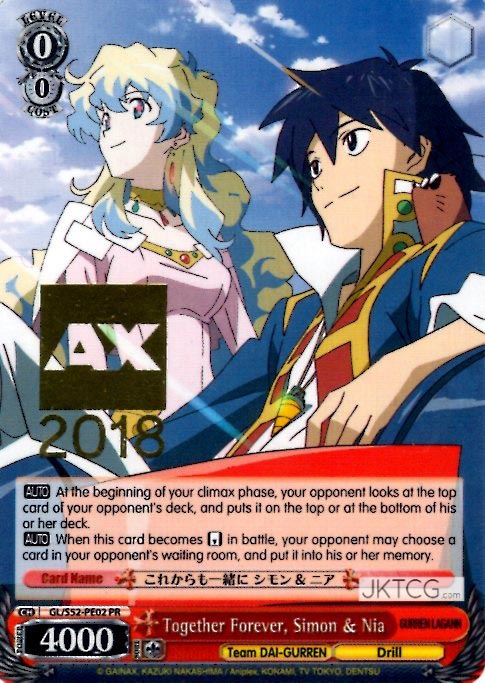 LEVEL
0
0
COST
AX
2018
AUTO At the beginning of your climax phase, your opponent looks at the top
card of your opponent's deck, and puts it on the top or at the bottom of his
or her deck.
AUTO When this card becomes in battle, your opponent may choose a
card in your opponent's waiting room, and put it into his or her memory.
Card Name これからも一緒に シモン & ニア
JKTCG.com
CH GL/S52-PE02 PR
POWER 4000 SOUL Together Forever, Simon & Nia GURREN LAGANN
Team DAI-GURREN Drill
© GAINAX, KAZUKI NAKASHIMA / Aniplex, KONAMI, TV TOKYO, DENTSU